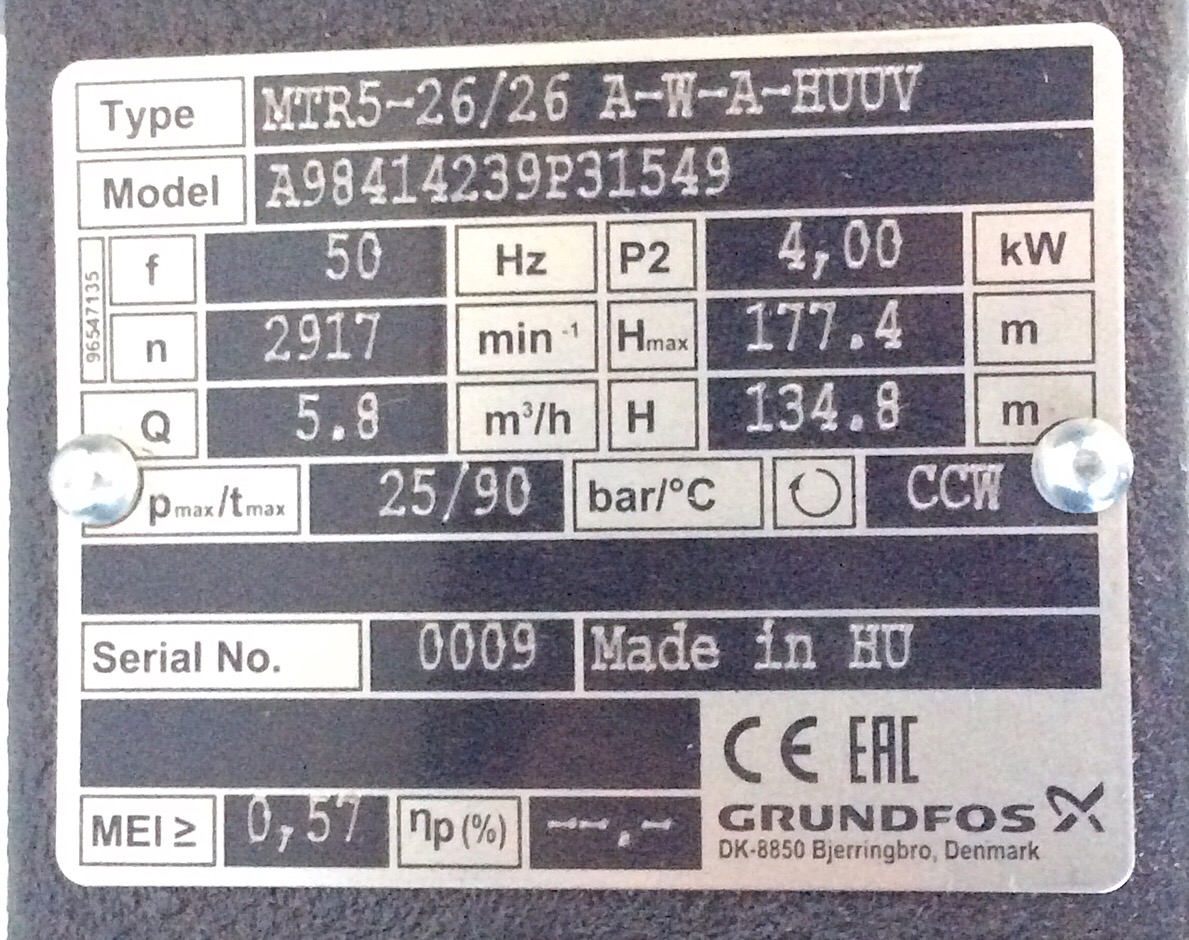 Type MTR5-26/26 A-W-A-HUUV
Model A98414239P31549
96547135
f 50 Hz P2 4,00 kW
n 2917 min⁻¹ Hmax 177.4 m
Q 5.8 m³/h H 134.8 m
pmax/tmax 25/90 bar/°C CCW
Serial No. 0009 Made in HU
CE EAC
MEI ≥ 0,57 ηp(%) --.-
GRUNDFOS
DK-8850 Bjerringbro, Denmark